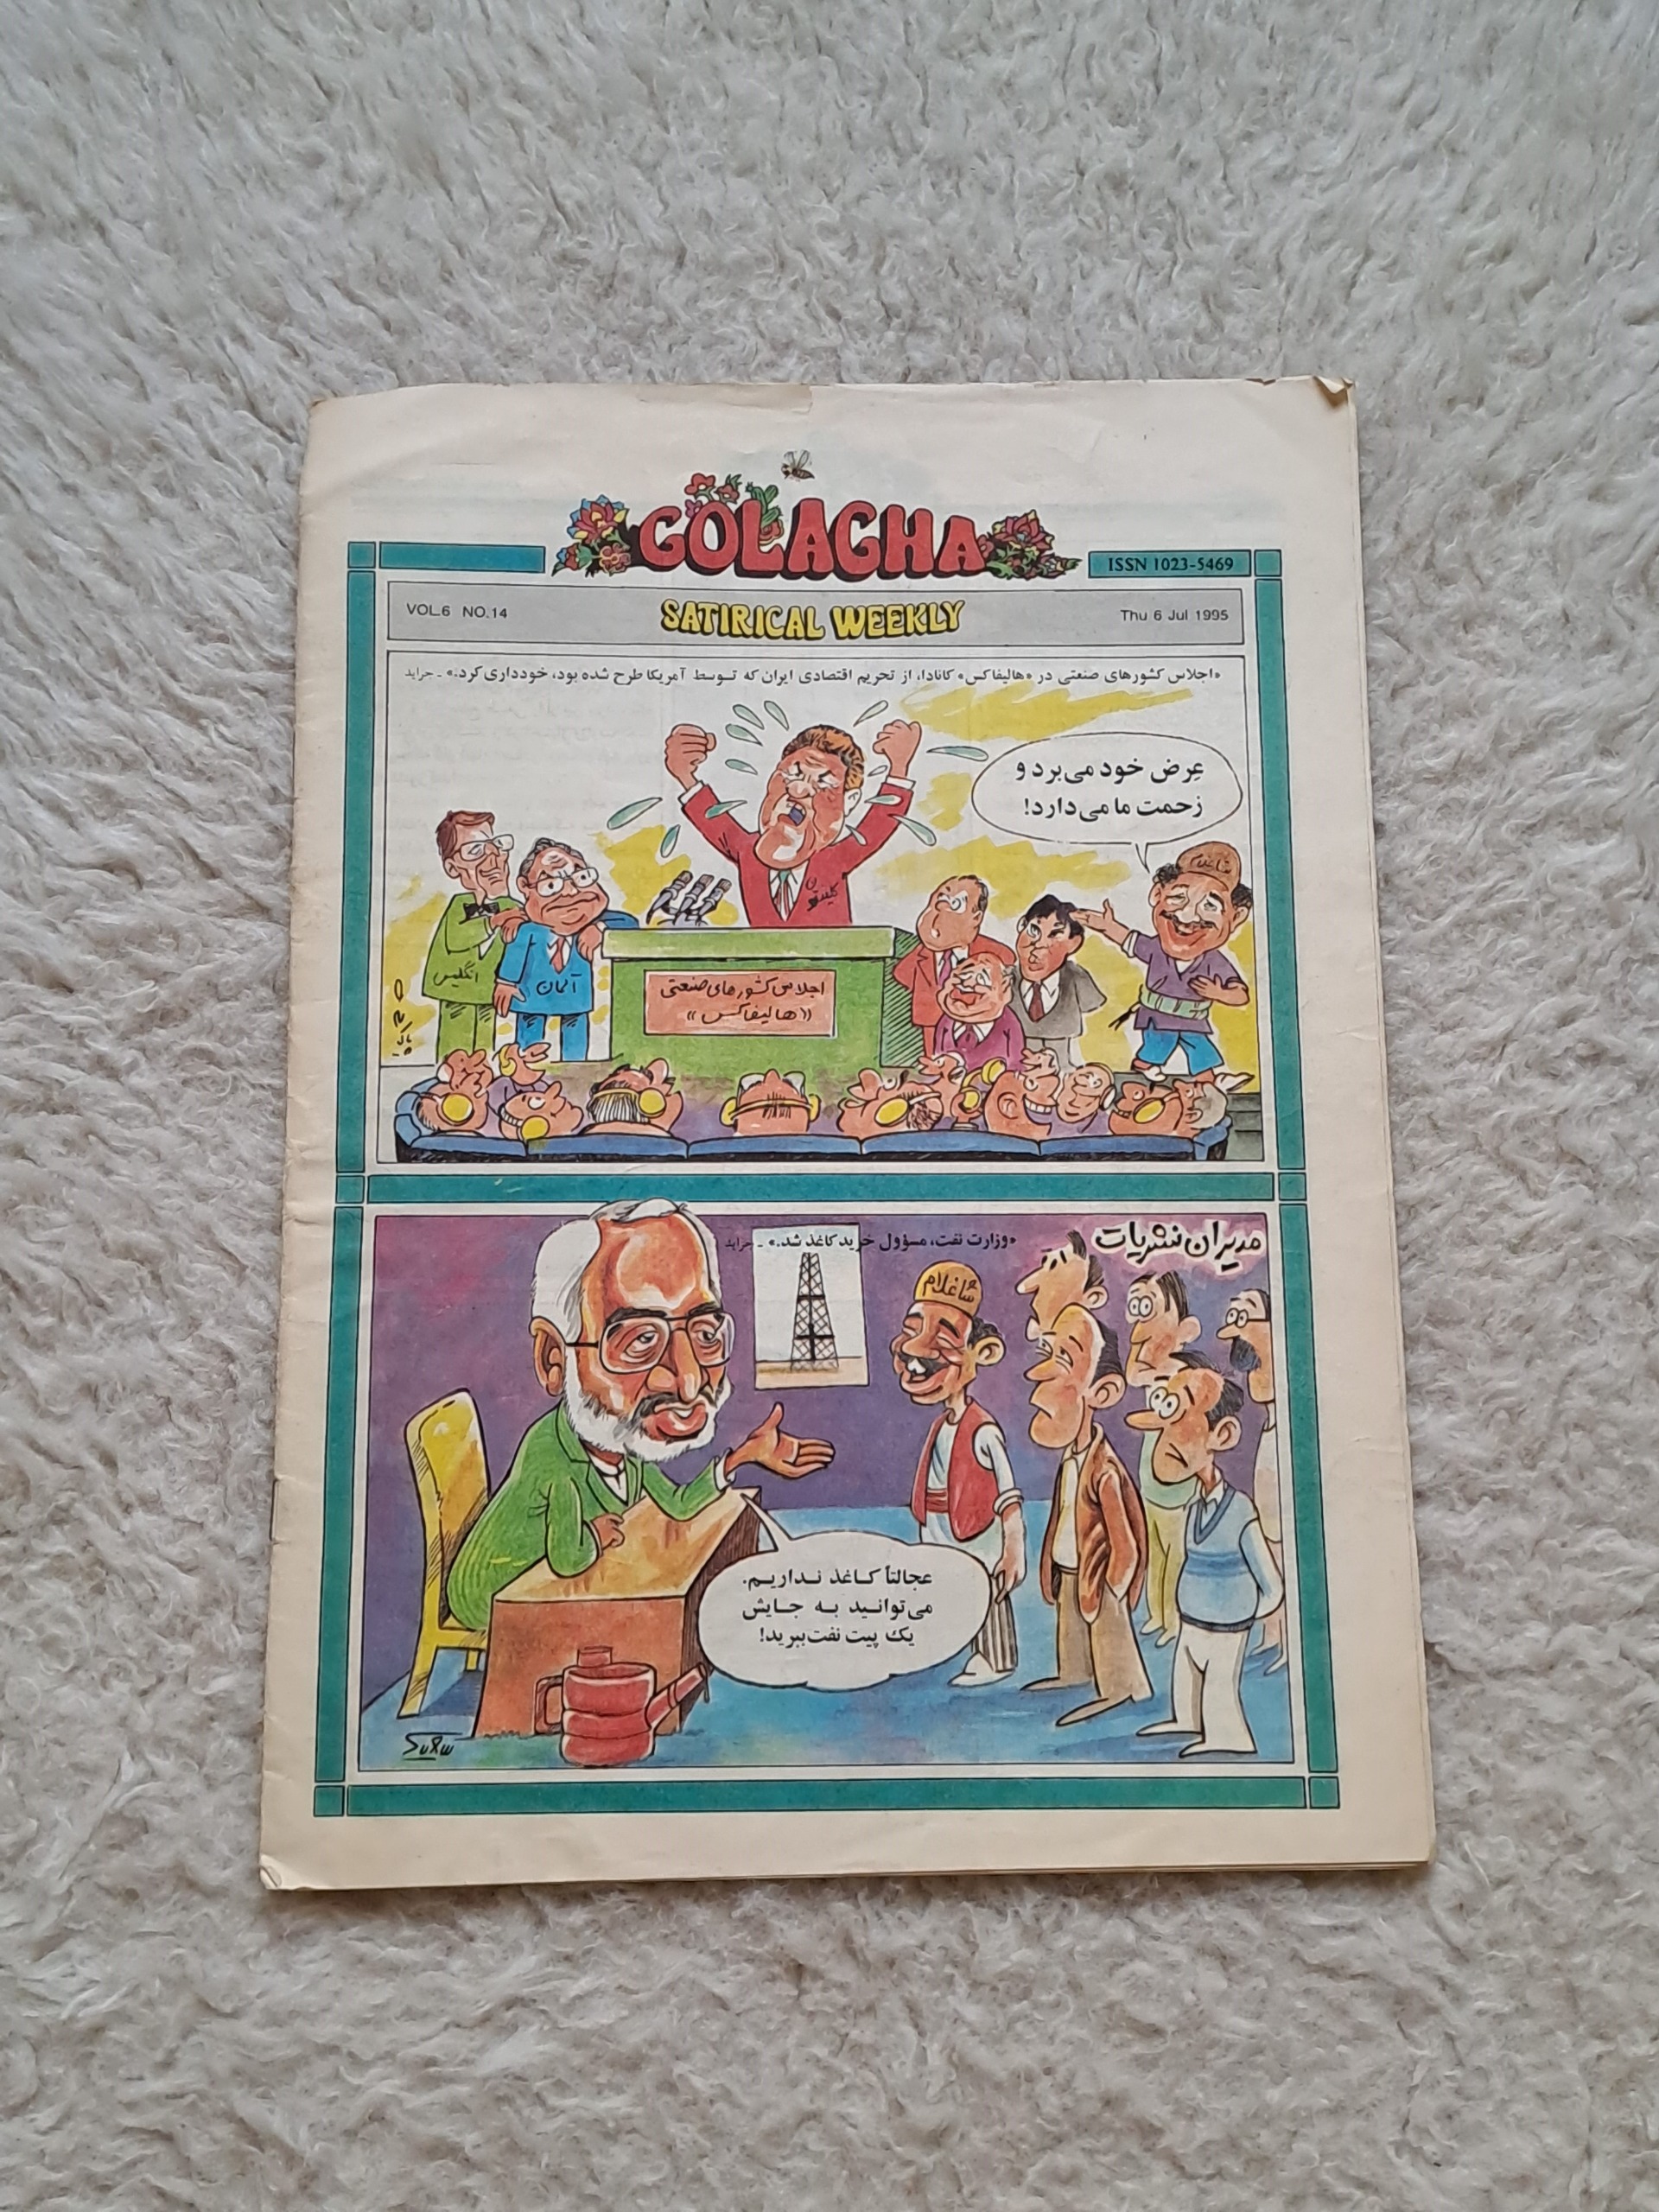 GOLAGHA
ISSN 1023-5469
VOL.6 NO.14
SATIRICAL WEEKLY
Thu 6 Jul 1995
«اجلاس کشورهای صنعتی در «هالیفاکس» کانادا، از تحریم اقتصادی ایران که توسط آمریکا طرح شده بود، خودداری کرد.» ـ جراید
عِرض خود می‌برد و
زحمت ما می‌دارد!
شاغلام
کلینتون
انگلیس
آلمان
اجلاس کشورهای صنعتی
«هالیفاکس»
مدیران نشریات
«وزارت نفت، مسؤول خرید کاغذ شد.» ـ جراید
شاغلام
عجالتاً کاغذ نداریم.
می‌توانید به جایش
یک پیت نفت ببرید!